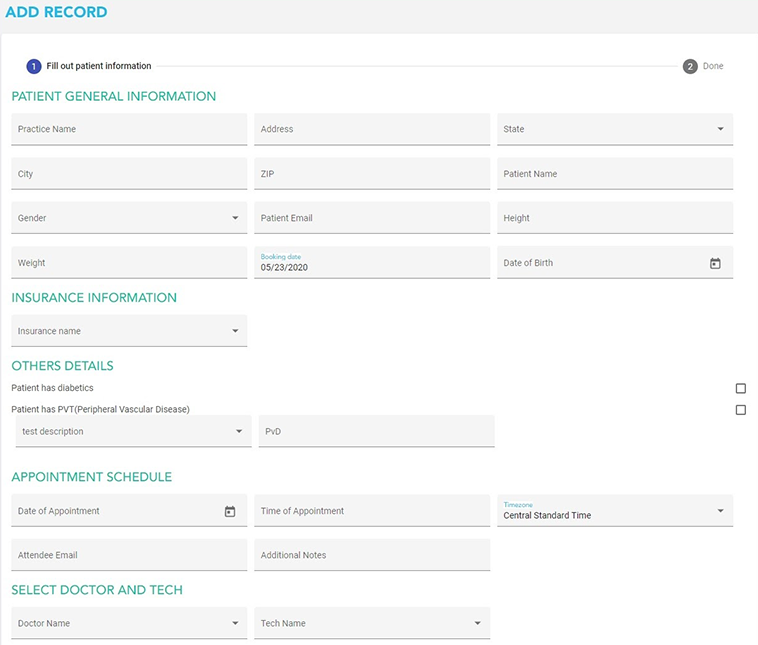 ADD RECORD
1 Fill out patient information 2 Done
PATIENT GENERAL INFORMATION
Practice Name Address State
City ZIP Patient Name
Gender Patient Email Height
Booking date
Weight 05/23/2020 Date of Birth
INSURANCE INFORMATION
Insurance name
OTHERS DETAILS
Patient has diabetics
Patient has PVT(Peripheral Vascular Disease)
test description PvD
APPOINTMENT SCHEDULE
Timezone
Date of Appointment Time of Appointment Central Standard Time
Attendee Email Additional Notes
SELECT DOCTOR AND TECH
Doctor Name Tech Name